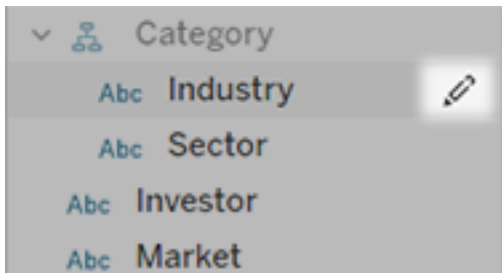 Category
Abc Industry
Abc Sector
Abc Investor
Abc Market